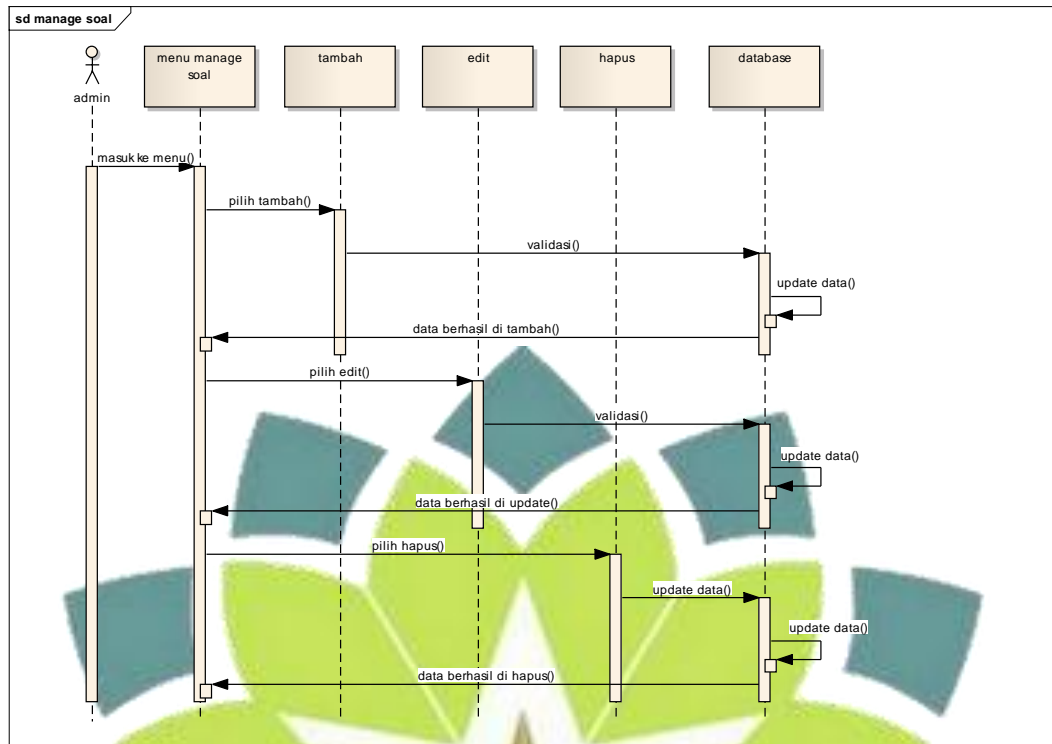 sd manage soal
admin
menu manage
soal
tambah
edit
hapus
database
masuk ke menu()
pilih tambah()
validasi()
update data()
data berhasil di tambah()
pilih edit()
validasi()
update data()
data berhasil di update()
pilih hapus()
update data()
update data()
data berhasil di hapus()